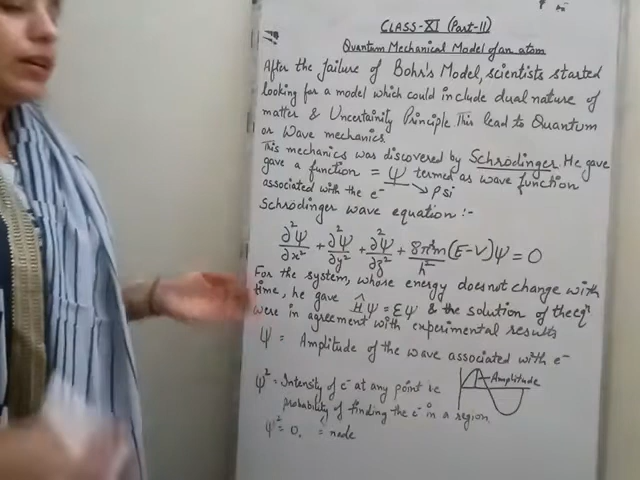 CLASS-XI (Part-II)
Quantum Mechanical Model of an atom
After the failure of Bohr's Model, scientists started
looking for a model which could include dual nature of
matter & Uncertainity Principle. This lead to Quantum
or Wave mechanics.
This mechanics was discovered by Schrödinger. He gave
gave a function = Ψ termed as wave function
associated with the e⁻ → psi
Schrödinger wave equation :-
∂²Ψ/∂x² + ∂²Ψ/∂y² + ∂²Ψ/∂z² + 8π²m/h² (E-V)Ψ = 0
For the system, whose energy does not change with
time, he gave ĤΨ = EΨ & the solution of the eqⁿ
were in agreement with experimental results
Ψ = Amplitude of the wave associated with e⁻
Ψ² = Intensity of e⁻ at any point i.e
Amplitude
probability of finding the e⁻ in a region
Ψ² = 0. = node